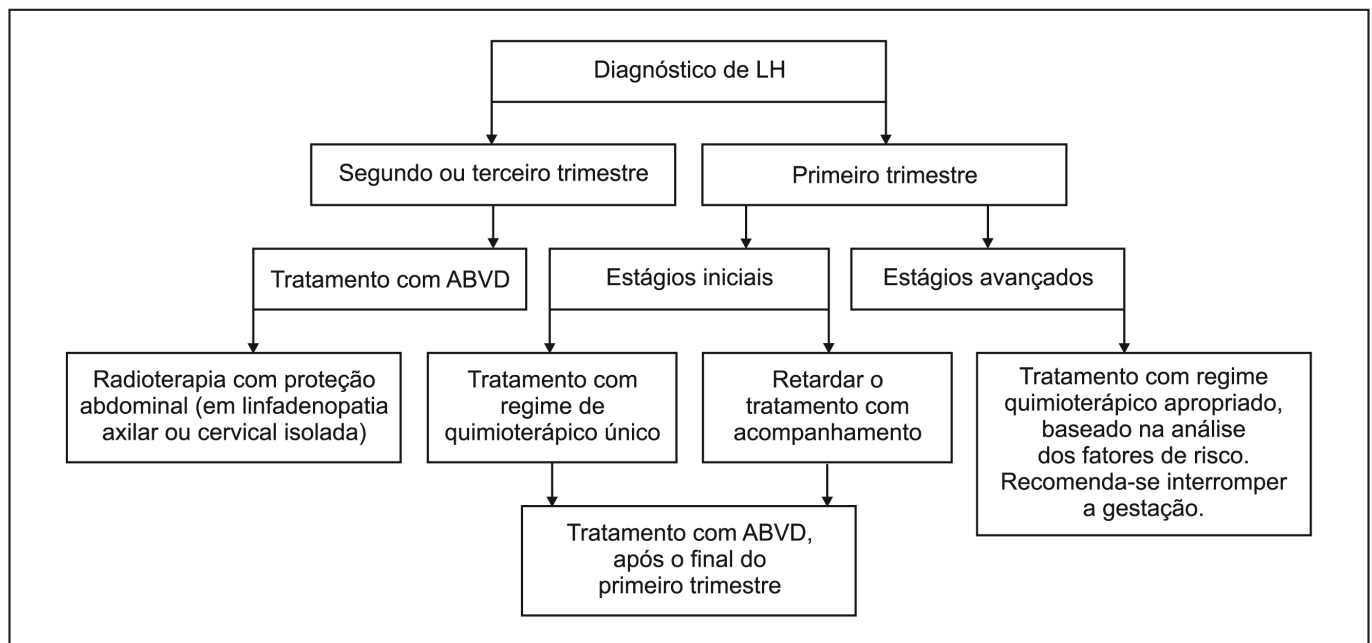 Diagnóstico de LH
Segundo ou terceiro trimestre
Primeiro trimestre
Tratamento com ABVD
Estágios iniciais
Estágios avançados
Radioterapia com proteção
abdominal (em linfadenopatia
axilar ou cervical isolada)
Tratamento com
regime de
quimioterápico único
Retardar o
tratamento com
acompanhamento
Tratamento com regime
quimioterápico apropriado,
baseado na análise
dos fatores de risco.
Recomenda-se interromper
a gestação.
Tratamento com ABVD,
após o final do
primeiro trimestre